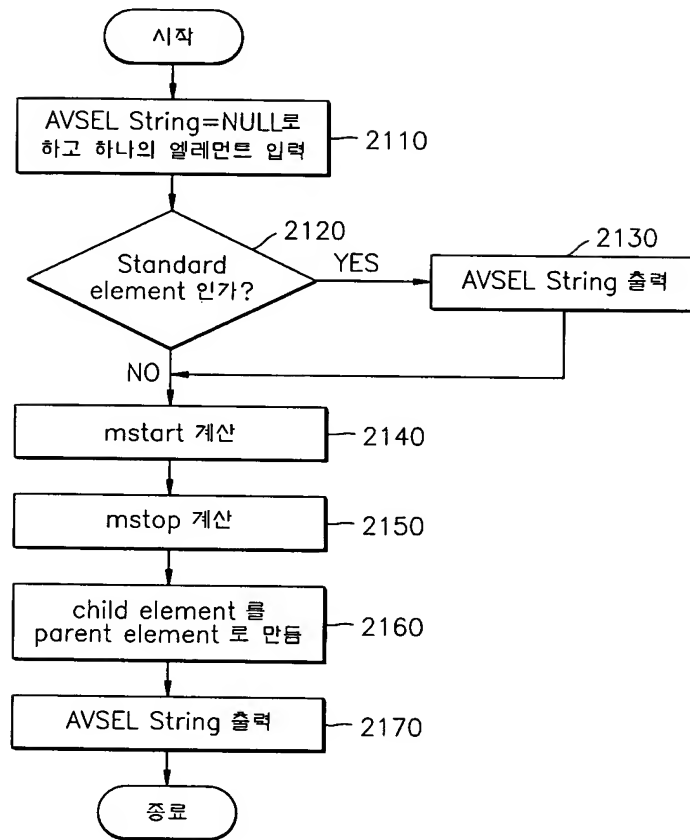 시작
AVSEL String=NULL로
하고 하나의 엘레먼트 입력
2110
2120
Standard
element 인가?
YES
2130
AVSEL String 출력
NO
mstart 계산
2140
mstop 계산
2150
child element 를
parent element 로 만듬
2160
AVSEL String 출력
2170
종료